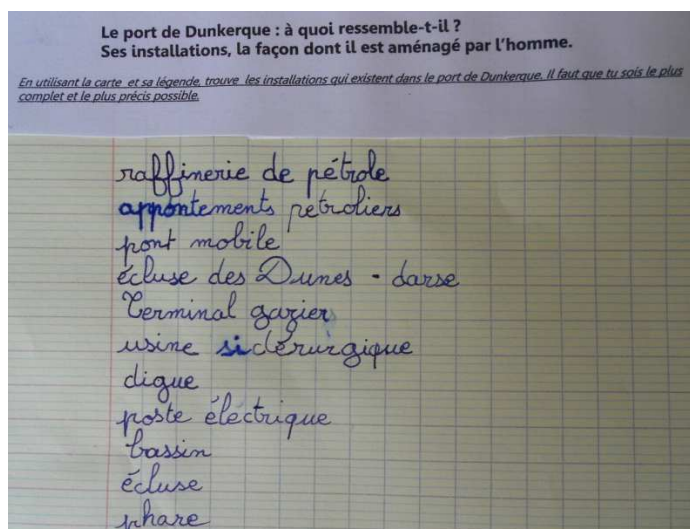 Le port de Dunkerque : à quoi ressemble-t-il ?
Ses installations, la façon dont il est aménagé par l'homme.
En utilisant la carte et sa légende, trouve les installations qui existent dans le port de Dunkerque. Il faut que tu sois le plus
complet et le plus précis possible.
raffinerie de pétrole
appontements petroliers
pont mobile
écluse des Dunes - darse
Terminal gazier
usine sidérurgique
digue
poste électrique
bassin
écluse
phare